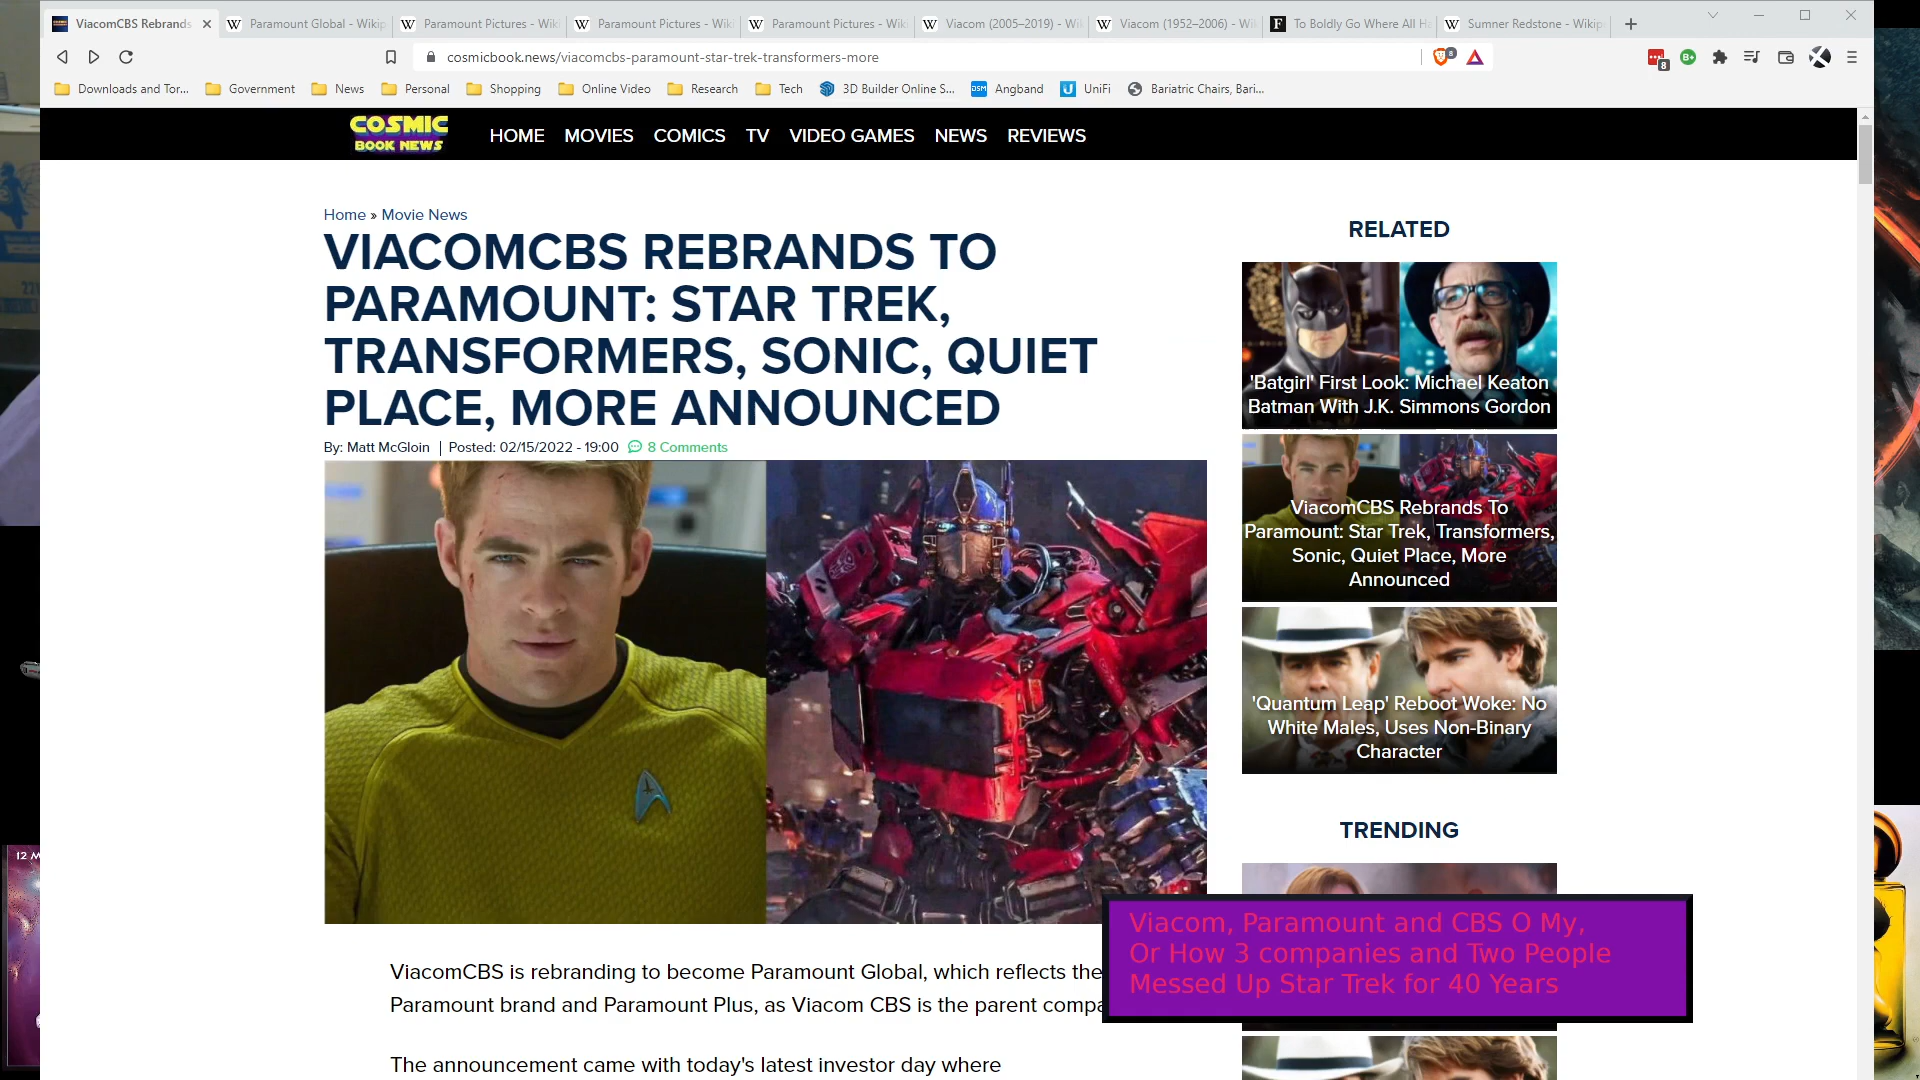 ViacomCBS Rebrands
Paramount Global - Wikip
Paramount Pictures - Wiki
Paramount Pictures - Wiki
Paramount Pictures - Wiki
Viacom (2005–2019) - Wi
Viacom (1952–2006) - Wi
To Boldly Go Where All H
Sumner Redstone - Wikip
cosmicbook.news/viacomcbs-paramount-star-trek-transformers-more
8
8
B+
Downloads and Tor...
Government
News
Personal
Shopping
Online Video
Research
Tech
3D Builder Online S...
Angband
UniFi
Bariatric Chairs, Bari...
COSMIC
BOOK NEWS
HOME MOVIES COMICS TV VIDEO GAMES NEWS REVIEWS
Home » Movie News
VIACOMCBS REBRANDS TO
PARAMOUNT: STAR TREK,
TRANSFORMERS, SONIC, QUIET
PLACE, MORE ANNOUNCED
By: Matt McGloin | Posted: 02/15/2022 - 19:00 8 Comments
ViacomCBS is rebranding to become Paramount Global, which reflects the
Paramount brand and Paramount Plus, as Viacom CBS is the parent compa
The announcement came with today's latest investor day where
RELATED
'Batgirl' First Look: Michael Keaton
Batman With J.K. Simmons Gordon
ViacomCBS Rebrands To
Paramount: Star Trek, Transformers,
Sonic, Quiet Place, More
Announced
'Quantum Leap' Reboot Woke: No
White Males, Uses Non-Binary
Character
TRENDING
Viacom, Paramount and CBS O My,
Or How 3 companies and Two People
Messed Up Star Trek for 40 Years
12 M